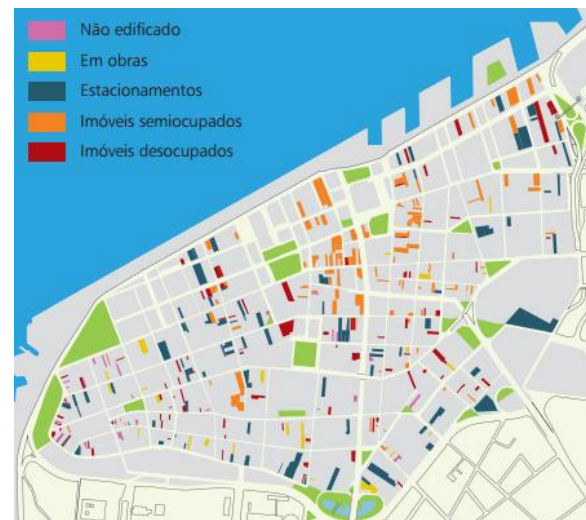 Não edificado
Em obras
Estacionamentos
Imóveis semiocupados
Imóveis desocupados